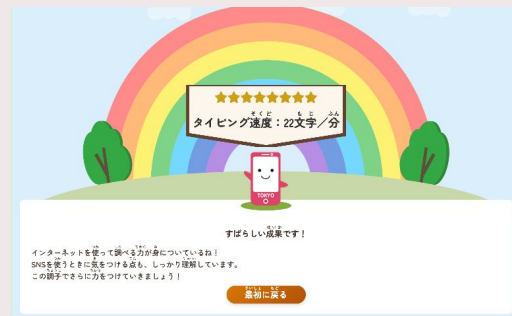 タイピング速度：22文字／分
TOKYO
すばらしい成果です！
インターネットを使って調べる力が身についているね！
SNSを使うときに気をつける点も、しっかり理解しています。
この調子でさらに力をつけていきましょう！
最初に戻る